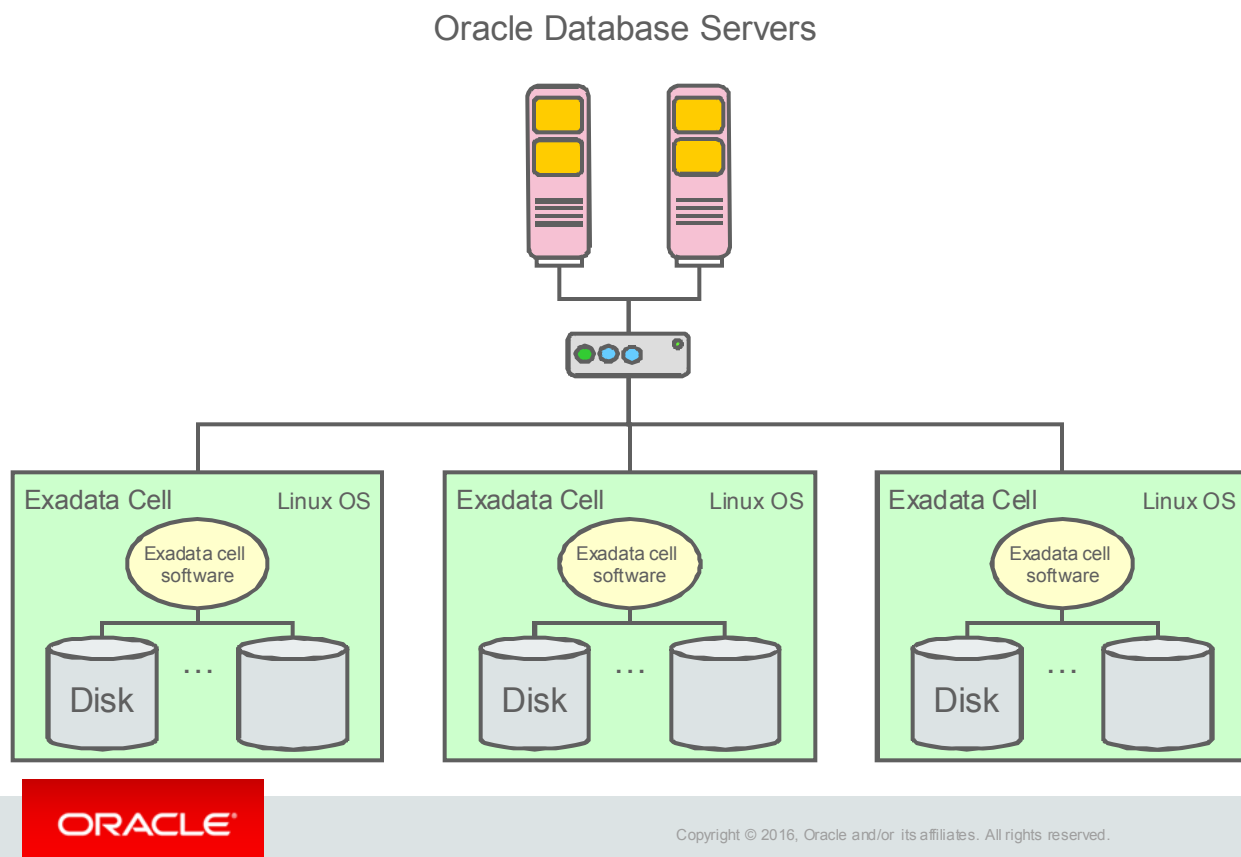 Oracle Database Servers
Exadata Cell
Linux OS
Exadata cell
software
Disk
...
Exadata Cell
Linux OS
Exadata cell
software
Disk
...
Exadata Cell
Linux OS
Exadata cell
software
Disk
...
ORACLE®
Copyright © 2016, Oracle and/or its affiliates. All rights reserved.